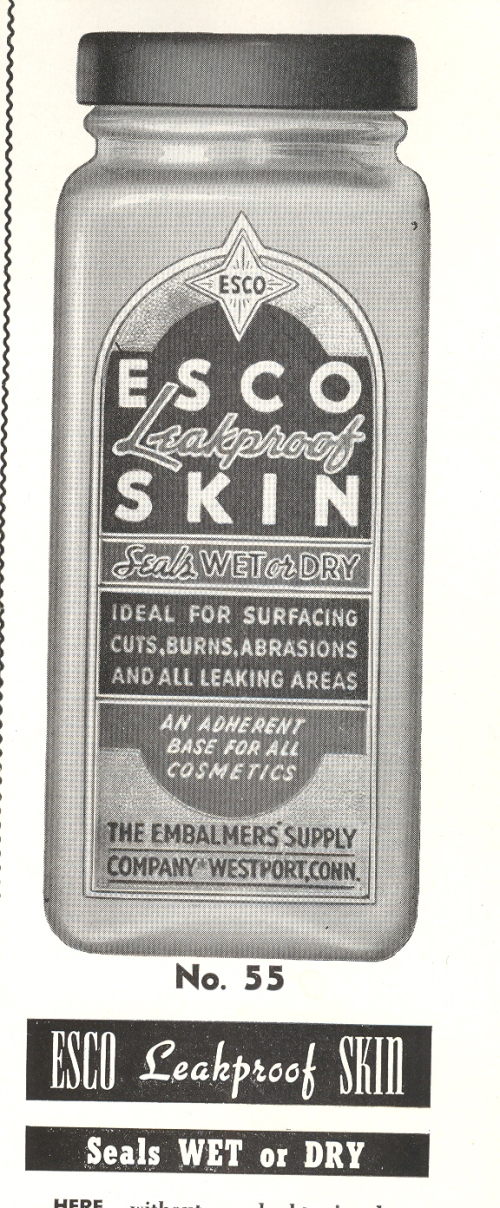 ESCO
ESCO
Leakproof
SKIN
Seals WET or DRY
IDEAL FOR SURFACING
CUTS, BURNS, ABRASIONS
AND ALL LEAKING AREAS
AN ADHERENT
BASE FOR ALL
COSMETICS
THE EMBALMERS' SUPPLY
COMPANY * WESTPORT, CONN.
No. 55
ESCO Leakproof SKIN
Seals WET or DRY
HERE without